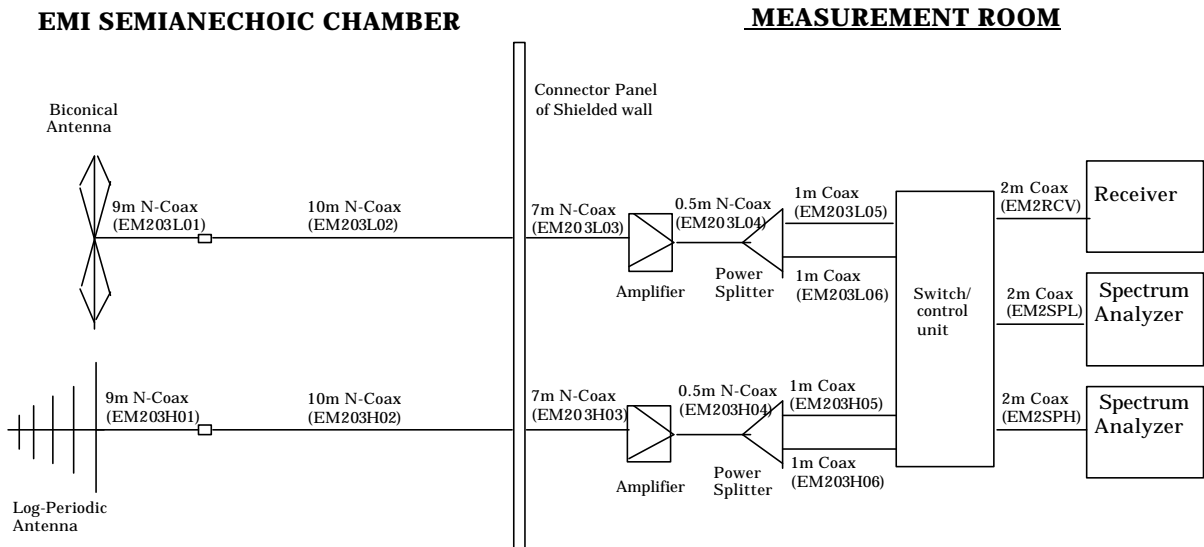 EMI SEMIANECHOIC CHAMBER
MEASUREMENT ROOM
Connector Panel
of Shielded wall
Biconical
Antenna
9m N-Coax
(EM203L01)
10m N-Coax
(EM203L02)
7m N-Coax
(EM203L03)
Amplifier
0.5m N-Coax
(EM203L04)
Power
Splitter
1m Coax
(EM203L05)
1m Coax
(EM203L06)
Switch/
control
unit
2m Coax
(EM2RCV)
Receiver
2m Coax
(EM2SPL)
Spectrum
Analyzer
Log-Periodic
Antenna
9m N-Coax
(EM203H01)
10m N-Coax
(EM203H02)
7m N-Coax
(EM203H03)
Amplifier
0.5m N-Coax
(EM203H04)
Power
Splitter
1m Coax
(EM203H05)
1m Coax
(EM203H06)
2m Coax
(EM2SPH)
Spectrum
Analyzer